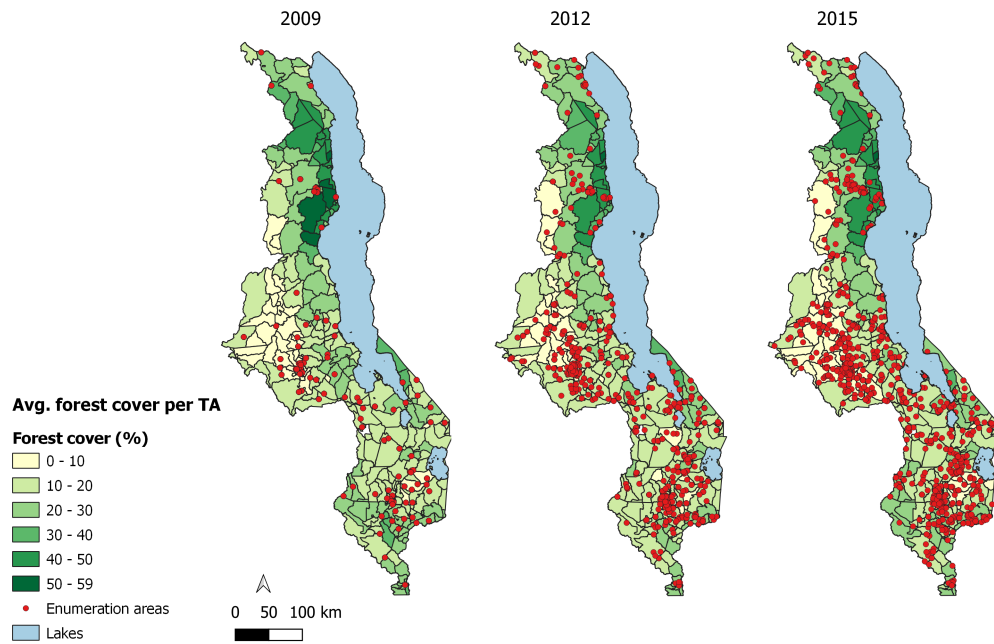 2009
2012
2015
Avg. forest cover per TA
Forest cover (%)
0 - 10
10 - 20
20 - 30
30 - 40
40 - 50
50 - 59
Enumeration areas
Lakes
0 50 100 km